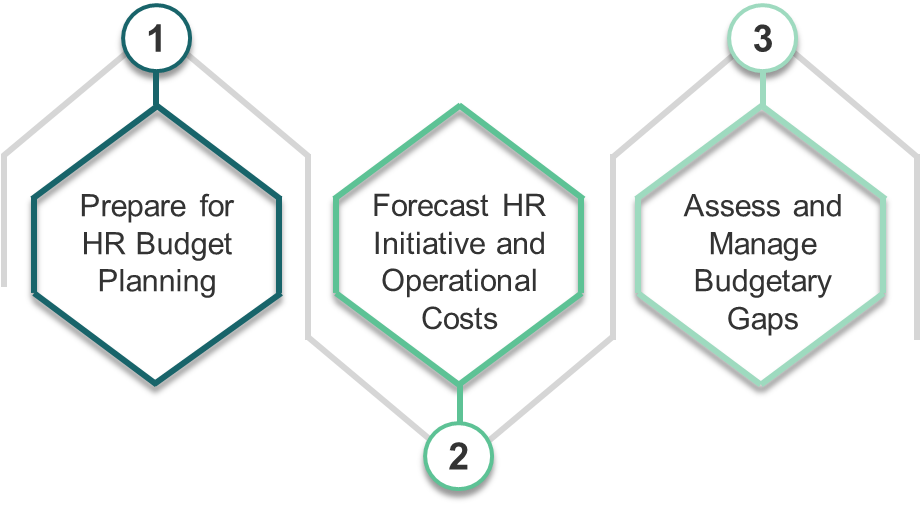 1
Prepare for
HR Budget
Planning
2
Forecast HR
Initiative and
Operational
Costs
3
Assess and
Manage
Budgetary
Gaps